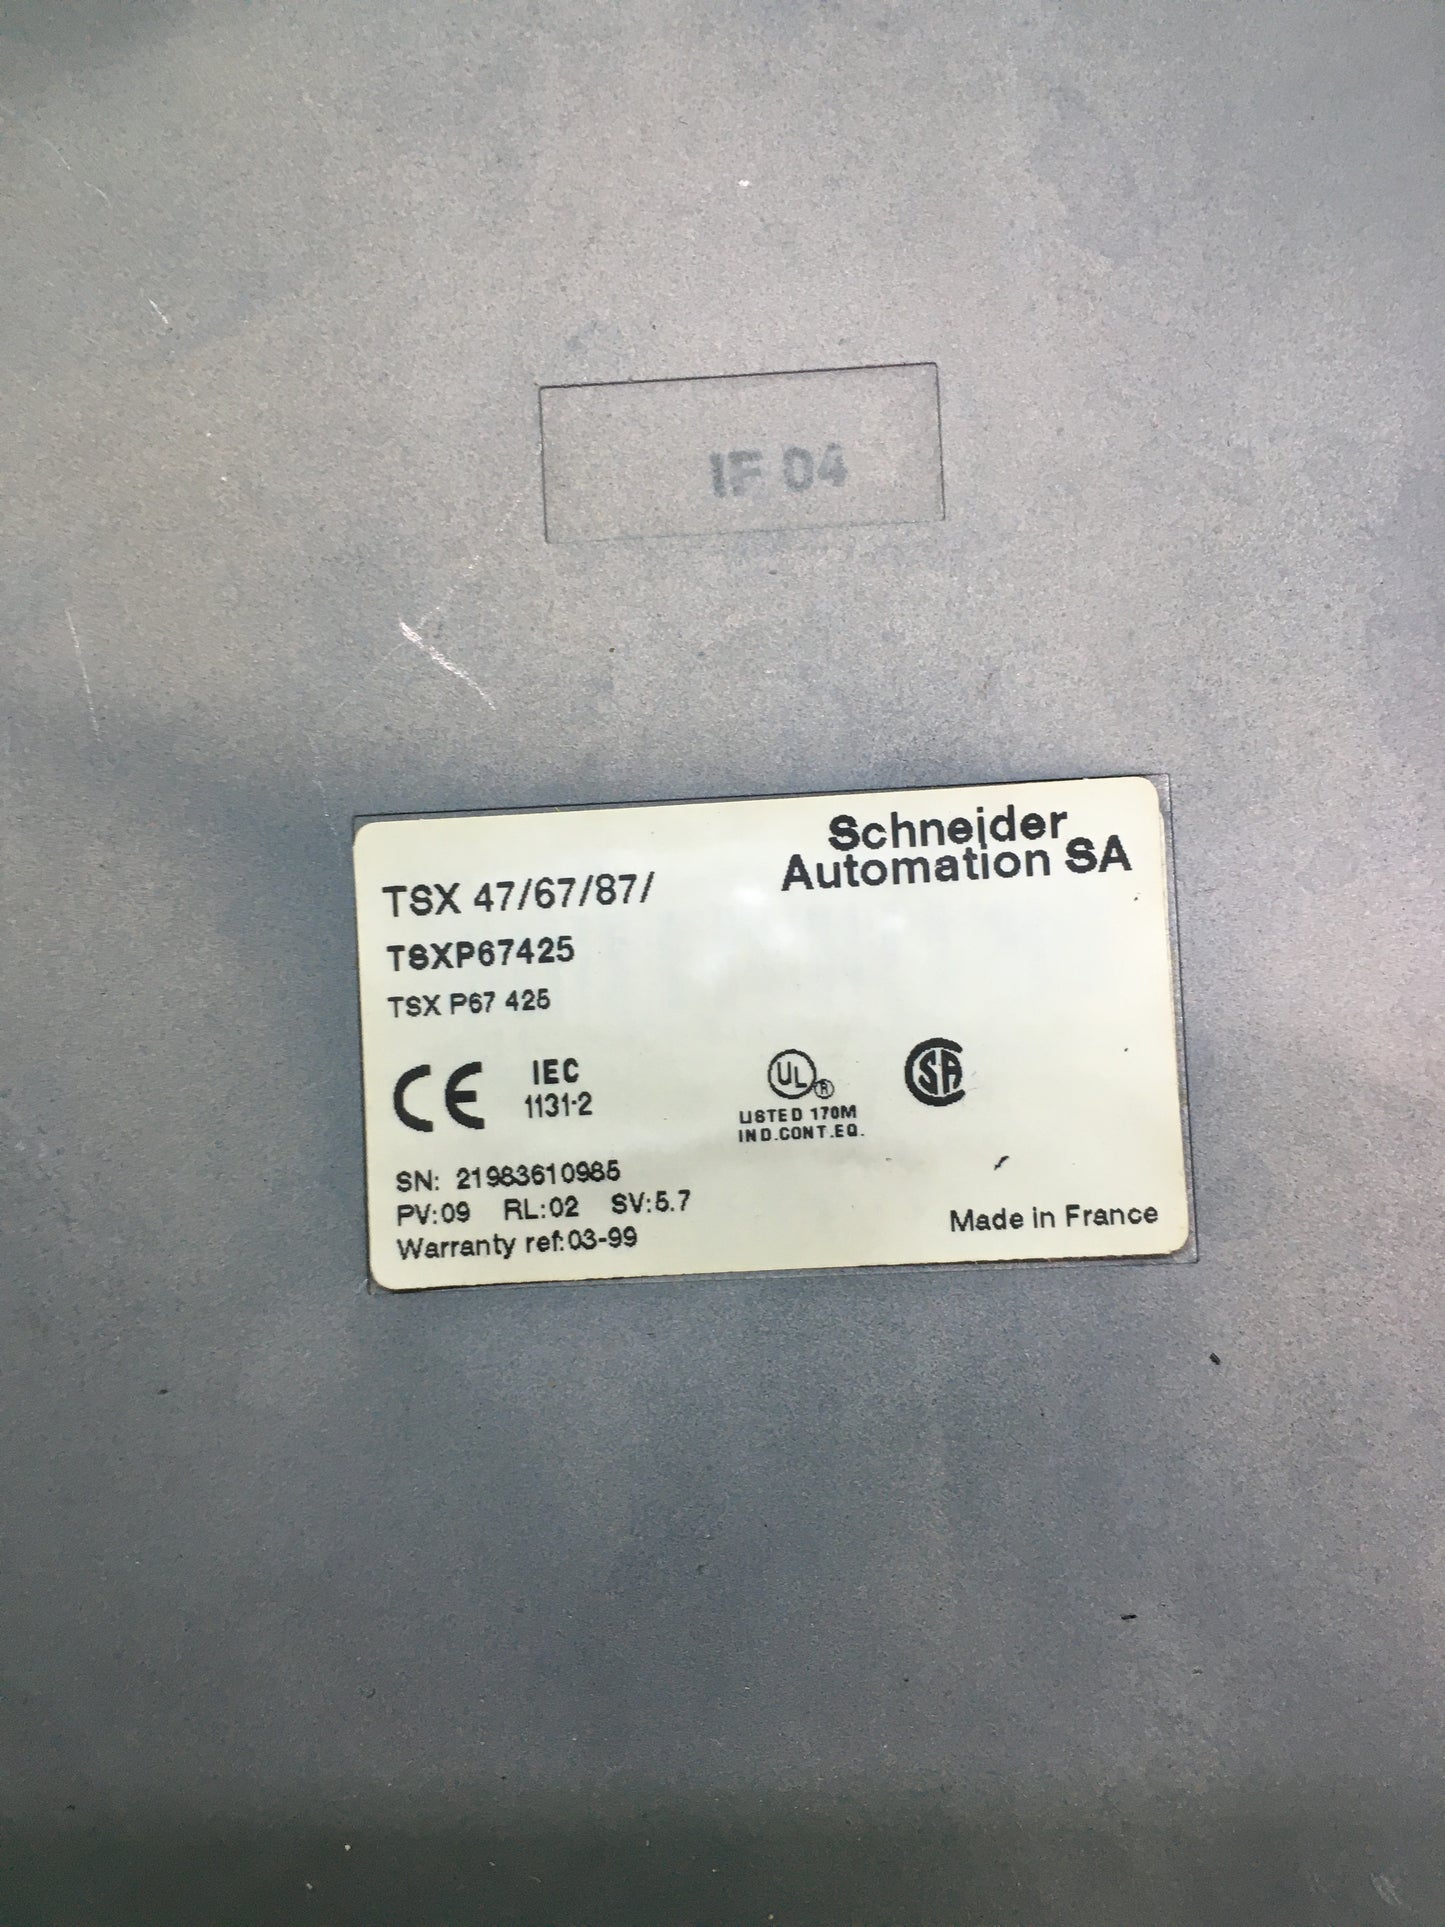 IF 04
Schneider
Automation SA
TSX 47/67/87/
TSXP67425
TSX P67 425
CE IEC
1131-2
UL ®
LISTED 170M
IND.CONT.EQ.
SA
SN: 21983610985
PV:09 RL:02 SV:5.7
Warranty ref:03-99
Made in France